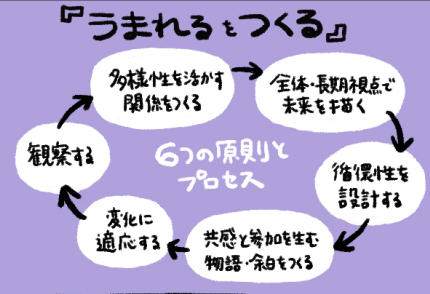 『うまれるをつくる』
多様性を活かす
関係をつくる
全体・長期視点で
未来を描く
循環性を
設計する
共感と参加を生む
物語・余白をつくる
変化に
適応する
観察する
6つの原則と
プロセス